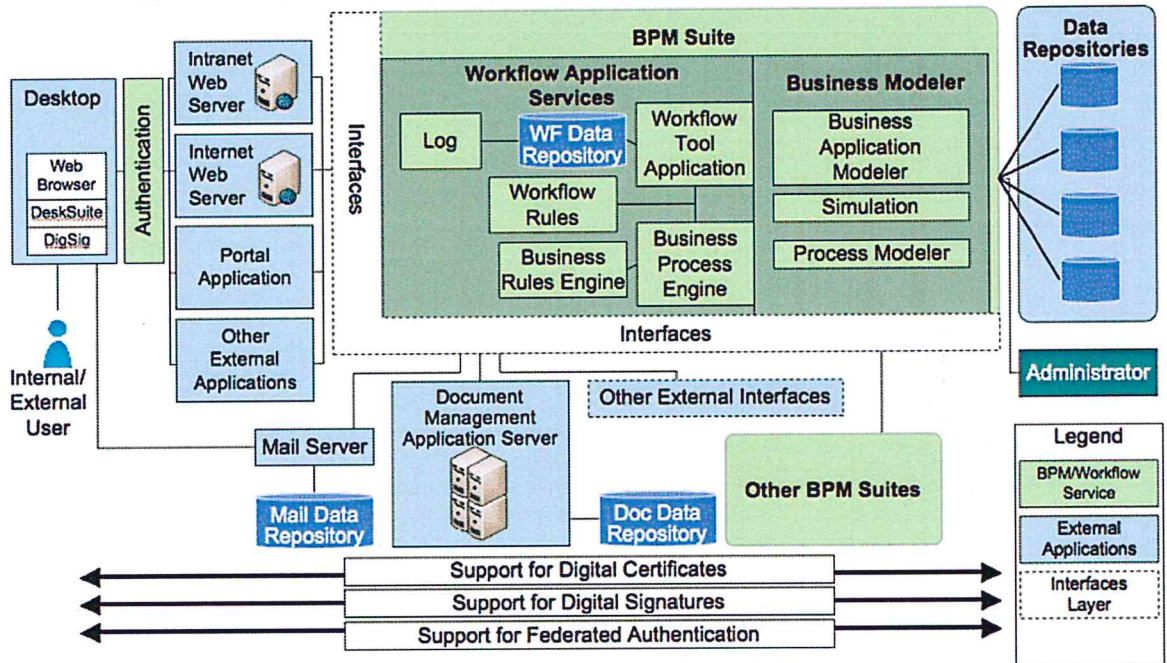 Desktop
Web
Browser
DeskSuite
DigSig
Internal/
External
User
Authentication
Intranet
Web
Server
Internet
Web
Server
Portal
Application
Other
External
Applications
Interfaces
BPM Suite
Workflow Application
Services
Log
WF Data
Repository
Workflow
Tool
Application
Workflow
Rules
Business
Rules Engine
Business
Process
Engine
Business Modeler
Business
Application
Modeler
Simulation
Process Modeler
Interfaces
Data
Repositories
Administrator
Mail Server
Mail Data
Repository
Document
Management
Application Server
Doc Data
Repository
Other External Interfaces
Other BPM Suites
Legend
BPM/Workflow
Service
External
Applications
Interfaces
Layer
Support for Digital Certificates
Support for Digital Signatures
Support for Federated Authentication